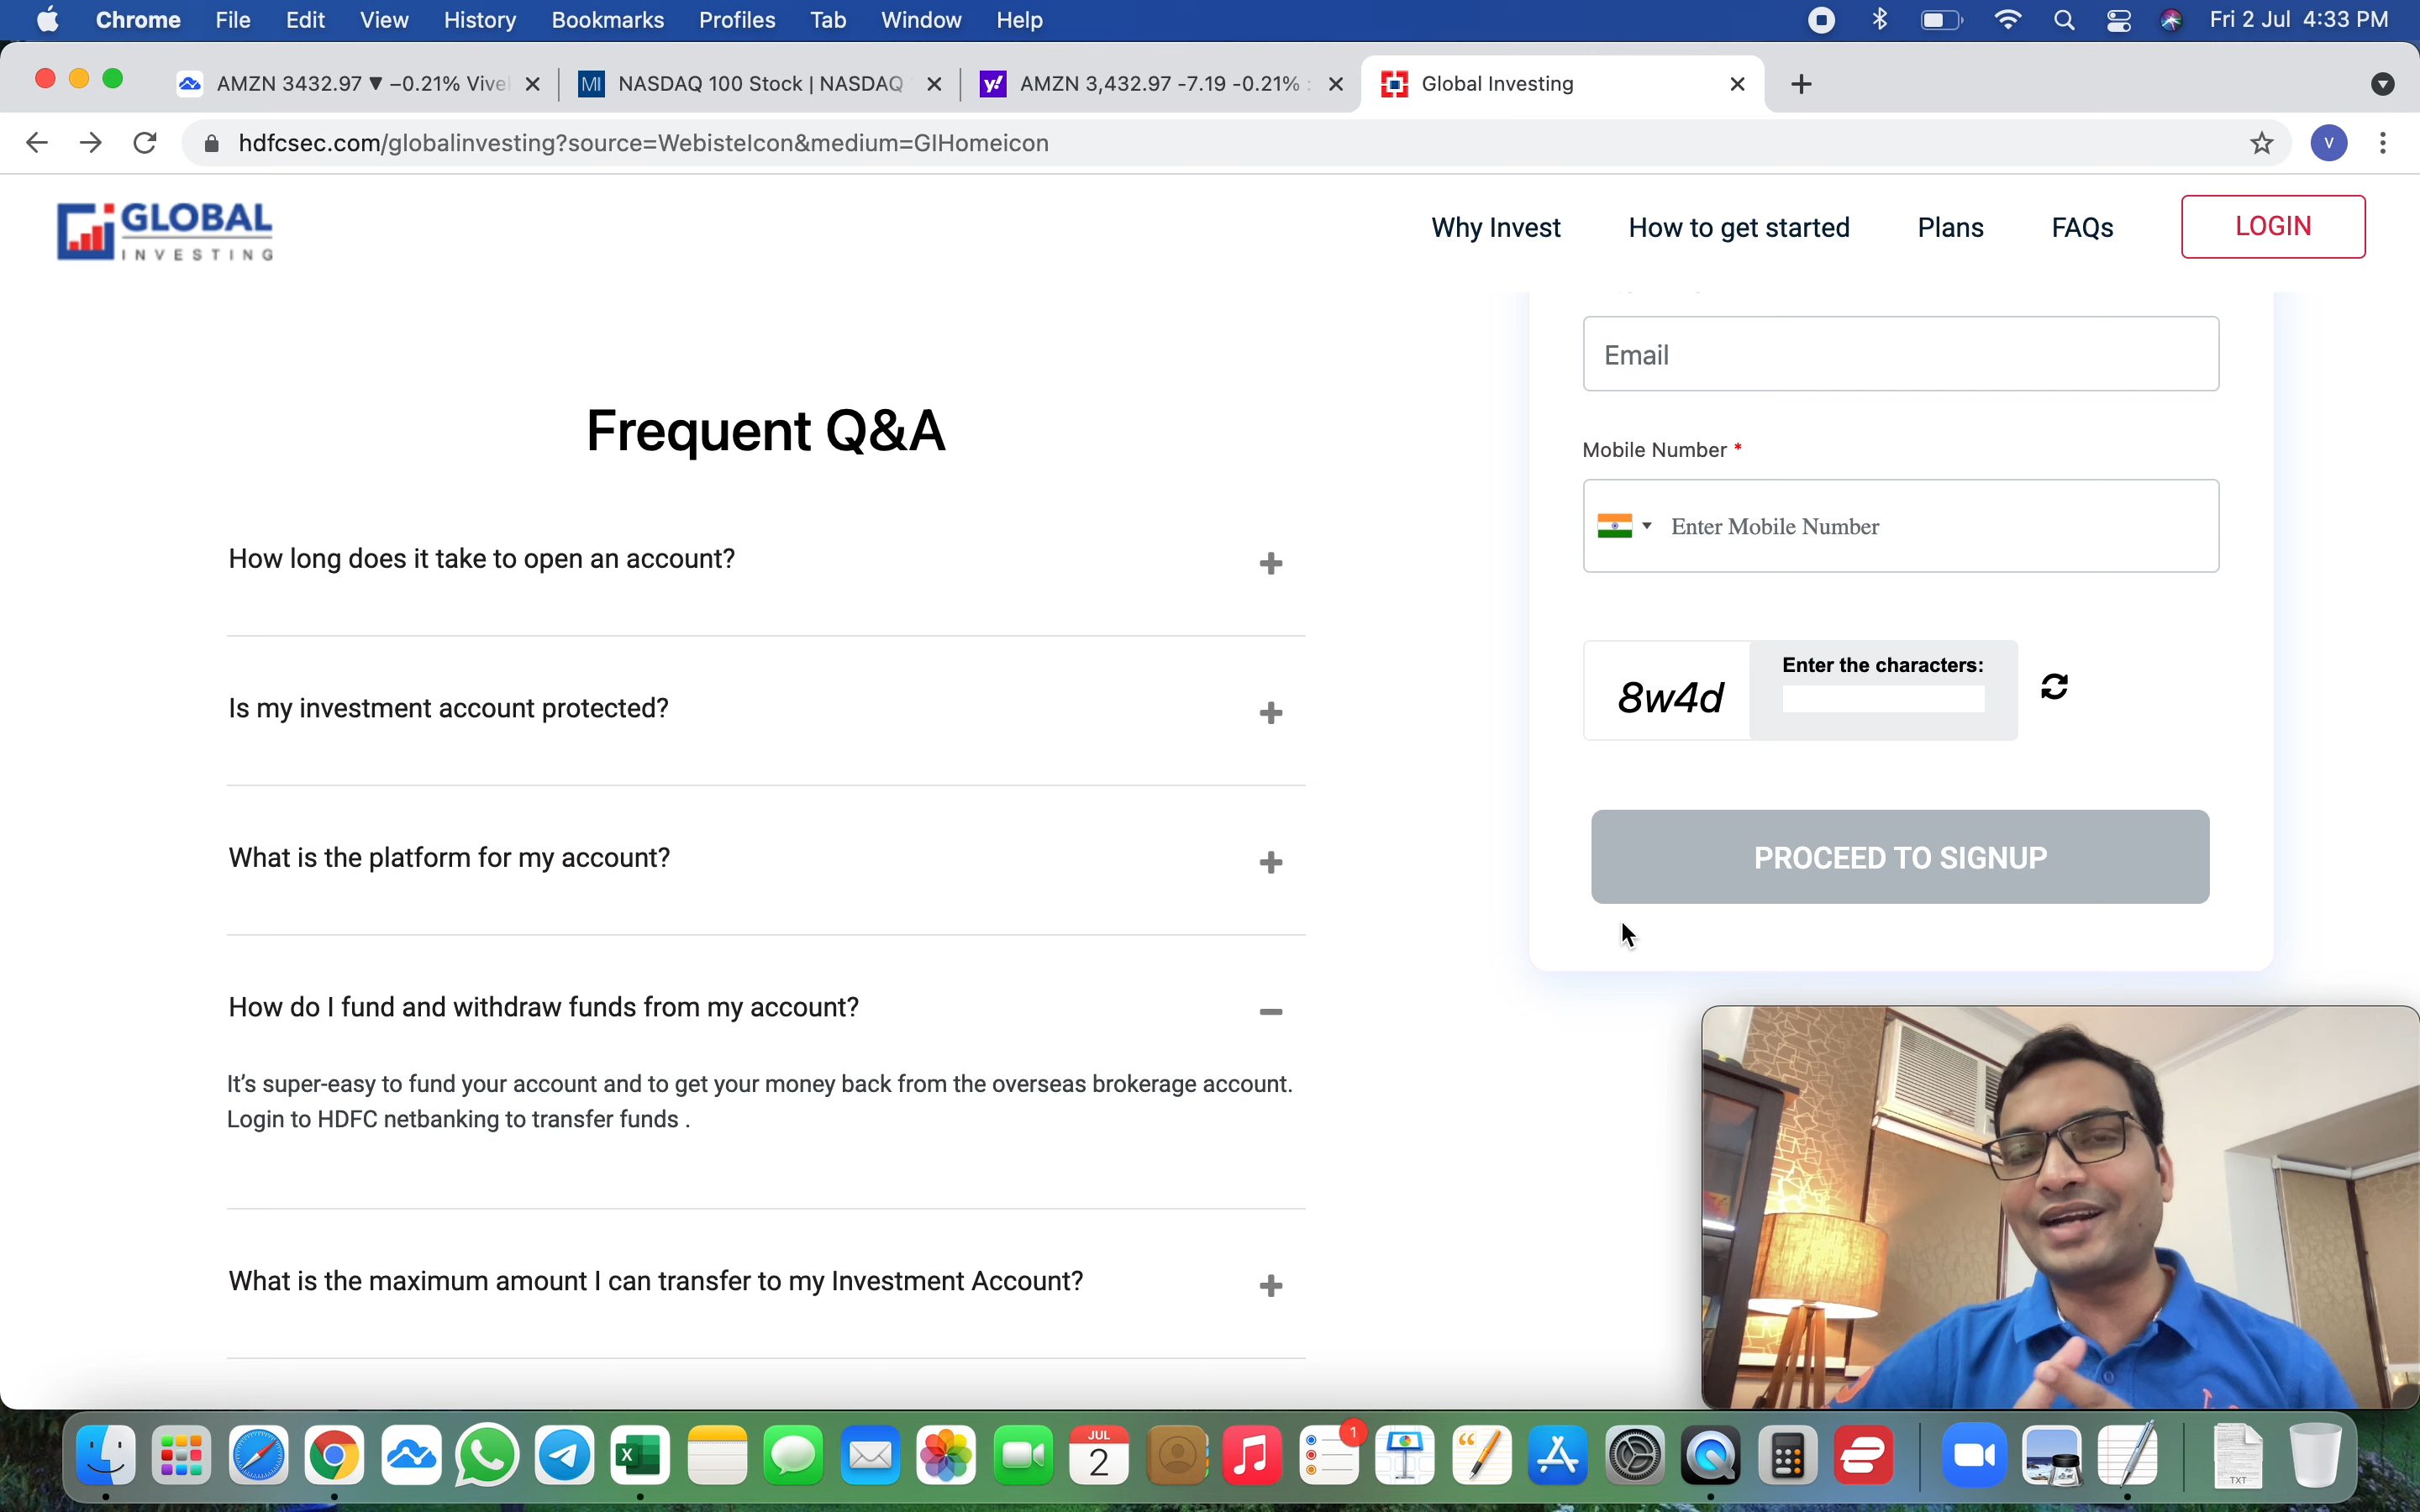 Chrome File Edit View History Bookmarks Profiles Tab Window Help Fri 2 Jul 4:33 PM
AMZN 3432.97 ▼ −0.21% Vive
MI NASDAQ 100 Stock | NASDAQ
y! AMZN 3,432.97 -7.19 -0.21% :
Global Investing
hdfcsec.com/globalinvesting?source=WebisteIcon&medium=GIHomeicon
V
GLOBAL
INVESTING
Why Invest How to get started Plans FAQs LOGIN
Email
Mobile Number *
Enter Mobile Number
8w4d
Enter the characters:
PROCEED TO SIGNUP
Frequent Q&A
How long does it take to open an account?
Is my investment account protected?
What is the platform for my account?
How do I fund and withdraw funds from my account?
It's super-easy to fund your account and to get your money back from the overseas brokerage account.
Login to HDFC netbanking to transfer funds .
What is the maximum amount I can transfer to my Investment Account?
X
JUL
2
1
TXT